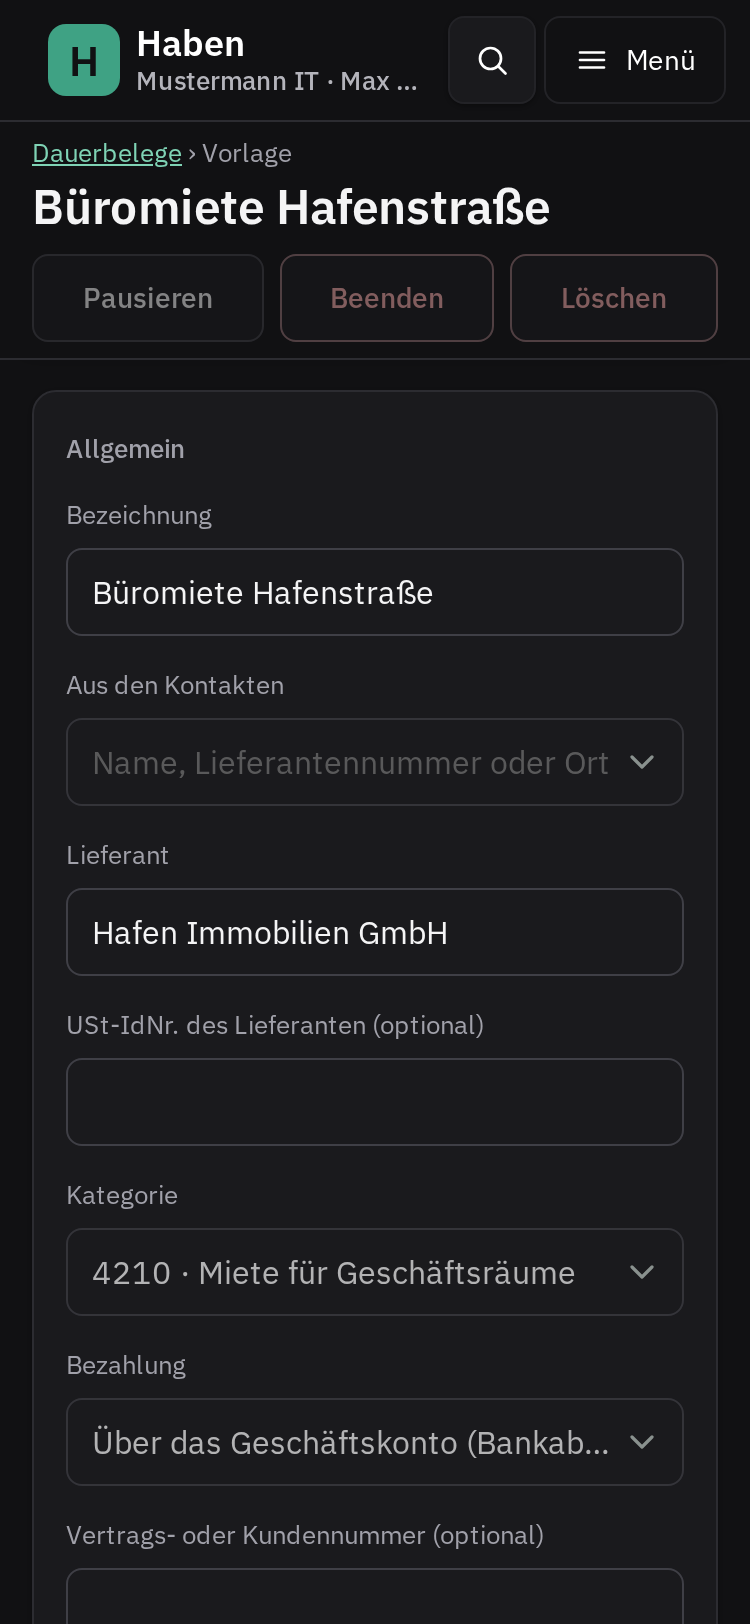 H
Haben
Mustermann IT · Max ...
Menü
Dauerbelege › Vorlage
Büromiete Hafenstraße
Pausieren
Beenden
Löschen
Allgemein
Bezeichnung
Büromiete Hafenstraße
Aus den Kontakten
Name, Lieferantennummer oder Ort
Lieferant
Hafen Immobilien GmbH
USt-IdNr. des Lieferanten (optional)
Kategorie
4210 · Miete für Geschäftsräume
Bezahlung
Über das Geschäftskonto (Bankab...
Vertrags- oder Kundennummer (optional)